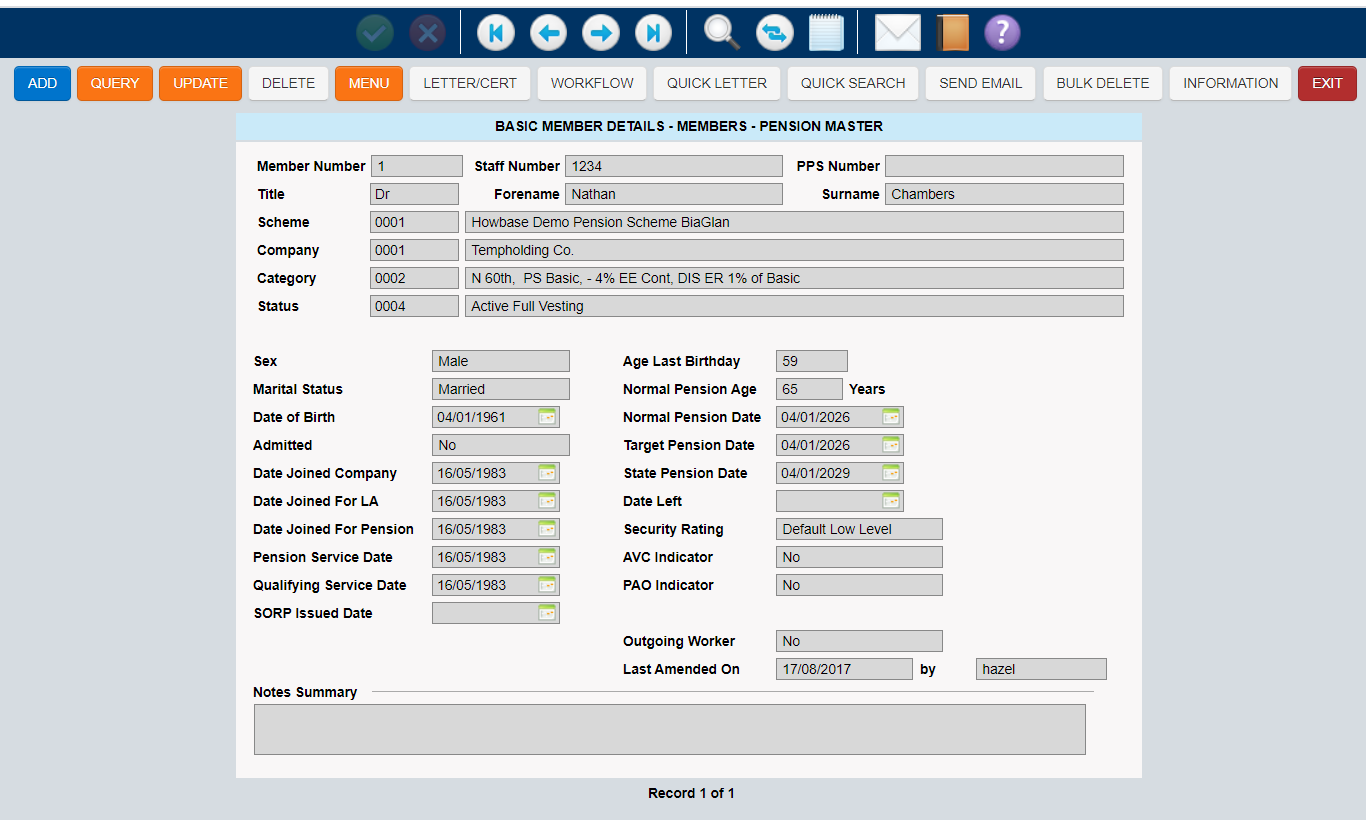 ?
ADD QUERY UPDATE DELETE MENU LETTER/CERT WORKFLOW QUICK LETTER QUICK SEARCH SEND EMAIL BULK DELETE INFORMATION EXIT
BASIC MEMBER DETAILS - MEMBERS - PENSION MASTER
Member Number 1 Staff Number 1234 PPS Number
Title Dr Forename Nathan Surname Chambers
Scheme 0001 Howbase Demo Pension Scheme BiaGlan
Company 0001 Tempholding Co.
Category 0002 N 60th,  PS Basic, - 4% EE Cont, DIS ER 1% of Basic
Status 0004 Active Full Vesting
Sex Male Age Last Birthday 59
Marital Status Married Normal Pension Age 65 Years
Date of Birth 04/01/1961 Normal Pension Date 04/01/2026
Admitted No Target Pension Date 04/01/2026
Date Joined Company 16/05/1983 State Pension Date 04/01/2029
Date Joined For LA 16/05/1983 Date Left
Date Joined For Pension 16/05/1983 Security Rating Default Low Level
Pension Service Date 16/05/1983 AVC Indicator No
Qualifying Service Date 16/05/1983 PAO Indicator No
SORP Issued Date
Outgoing Worker No
Last Amended On 17/08/2017 by hazel
Notes Summary
Record 1 of 1